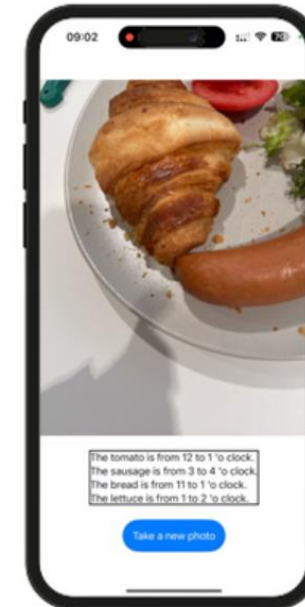 09:02
The tomato is from 12 to 1 'o clock.
The sausage is from 3 to 4 'o clock.
The bread is from 11 to 1 'o clock.
The lettuce is from 1 to 2 'o clock.
Take a new photo